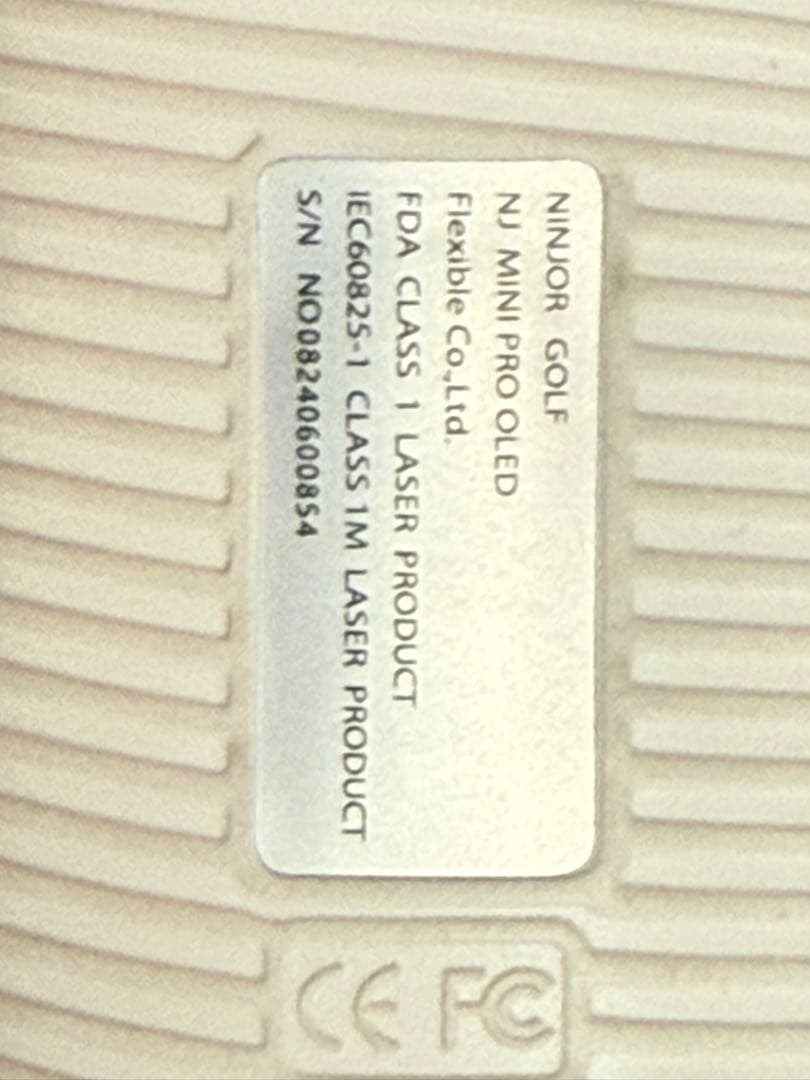 NINJOR GOLF
NJ MINI PRO OLED
Flexible Co.,Ltd.
FDA CLASS 1 LASER PRODUCT
IEC60825-1 CLASS 1M LASER PRODUCT
S/N NO08240600854
CE FC